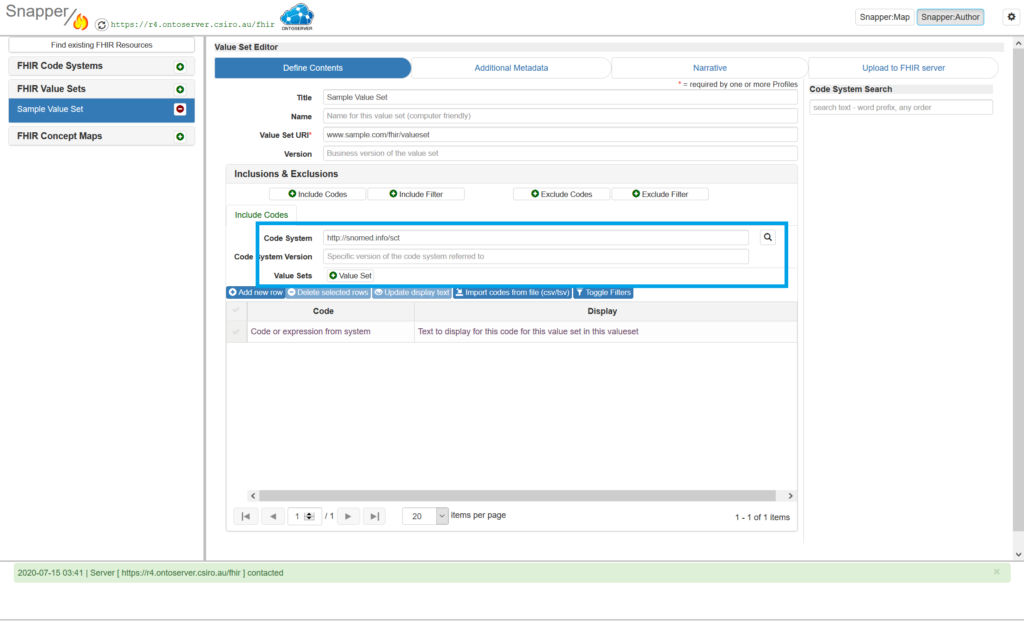 Snapper
https://r4.ontoserver.csiro.au/fhir
ONTOSERVER
Snapper:Map
Snapper:Author
Find existing FHIR Resources
FHIR Code Systems
FHIR Value Sets
Sample Value Set
FHIR Concept Maps
Value Set Editor
Define Contents
Additional Metadata
Narrative
Upload to FHIR server
* = required by one or more Profiles
Title
Sample Value Set
Name
Name for this value set (computer friendly)
Value Set URI*
www.sample.com/fhir/valueset
Version
Business version of the value set
Code System Search
search text - word prefix, any order
Inclusions & Exclusions
Include Codes
Include Filter
Exclude Codes
Exclude Filter
Include Codes
Code System
http://snomed.info/sct
Code System Version
Specific version of the code system referred to
Value Sets
Value Set
Add new row
Delete selected rows
Update display text
Import codes from file (csv/tsv)
Toggle Filters
Code
Display
Code or expression from system
Text to display for this code for this value set in this valueset
1
/ 1
20
items per page
1 - 1 of 1 items
2020-07-15 03:41 | Server [ https://r4.ontoserver.csiro.au/fhir ] contacted
×